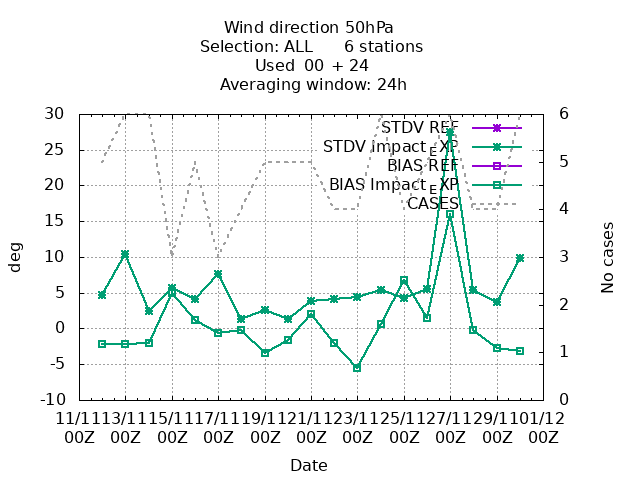 Wind direction 50hPa
Selection: ALL 6 stations
Used 00 + 24
Averaging window: 24h
30 6
STDV REF
STDV Impact_EXP
25 5
BIAS REF
20 BIAS Impact_EXP
CASES 4
15
10 3
deg
No cases
5 2
0
-5 1
-10 0
11/11 13/11 15/11 17/11 19/11 21/11 23/11 25/11 27/11 29/11 01/12
00Z 00Z 00Z 00Z 00Z 00Z 00Z 00Z 00Z 00Z 00Z
Date